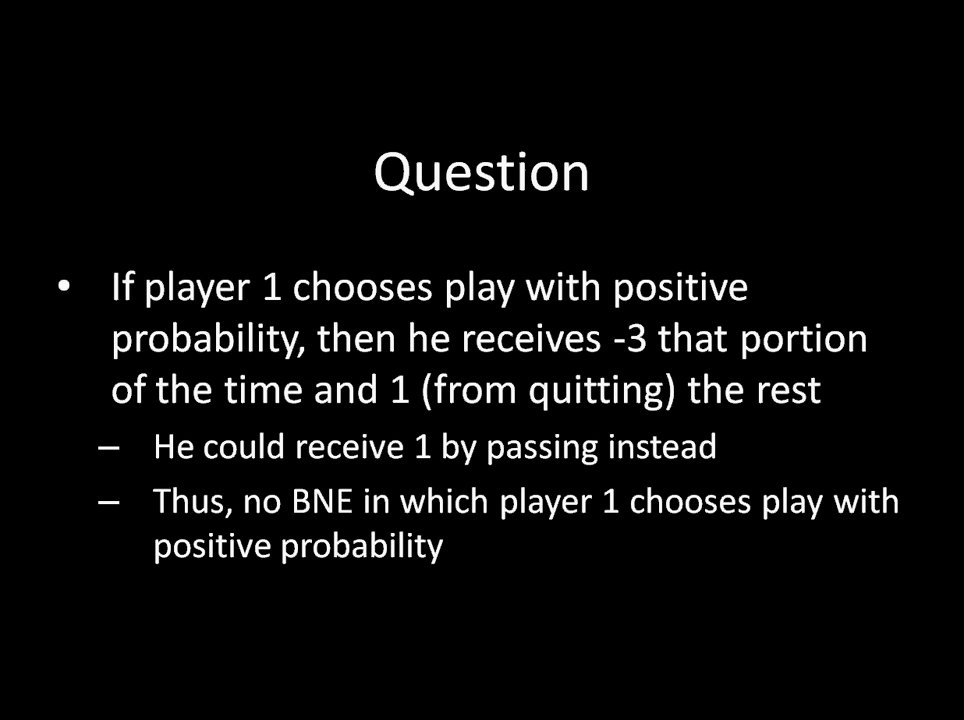 Question
• If player 1 chooses play with positive
probability, then he receives -3 that portion
of the time and 1 (from quitting) the rest
– He could receive 1 by passing instead
– Thus, no BNE in which player 1 chooses play with
positive probability